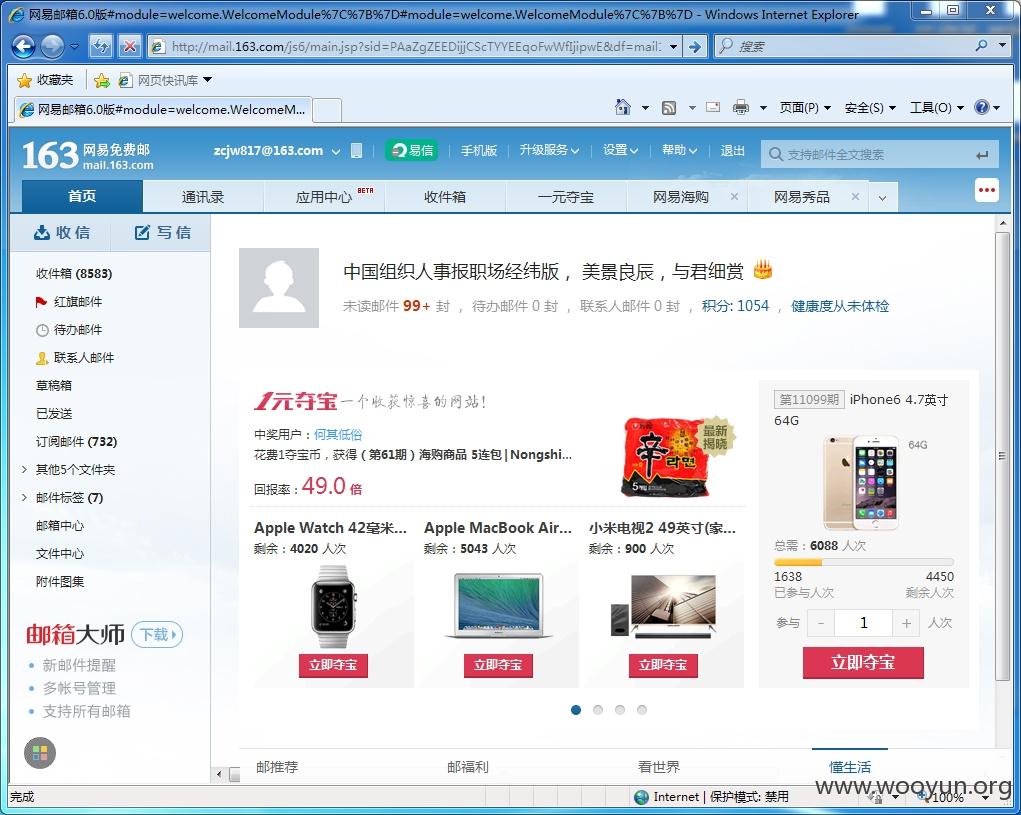 网易邮箱6.0版#module=welcome.WelcomeModule%7C%7B%7D#module=welcome.WelcomeModule%7C%7B%7D - Windows Internet Explorer
http://mail.163.com/js6/main.jsp?sid=PAaZgZEEDijjCScTYYEEqoFwWfIjipwE&df=mail1 搜索
收藏夹 网页快讯库
网易邮箱6.0版#module=welcome.WelcomeM... 页面(P) 安全(S) 工具(O)
163 网易免费邮 mail.163.com
zcjw817@163.com 易信 手机版 升级服务 设置 帮助 退出 支持邮件全文搜索
首页 通讯录 应用中心 BETA 收件箱 一元夺宝 网易海购 网易秀品
收信 写信
收件箱 (8583)
红旗邮件
待办邮件
联系人邮件
草稿箱
已发送
订阅邮件 (732)
其他5个文件夹
邮件标签 (7)
邮箱中心
文件中心
附件图集
邮箱大师 下载
新邮件提醒
多帐号管理
支持所有邮箱
中国组织人事报职场经纬版，美景良辰，与君细赏
未读邮件 99+ 封 ，待办邮件 0 封 ，联系人邮件 0 封 ，积分: 1054 ，健康度从未体检
1元夺宝 一个收获惊喜的网站!
中奖用户：何其低俗
花费1夺宝币，获得（第61期）海购商品 5连包|Nongshi...
回报率：49.0 倍
最新揭晓
辛
라면
5개입
Apple Watch 42毫米... Apple MacBook Air... 小米电视2 49英寸(家...
剩余：4020 人次 剩余：5043 人次 剩余：900 人次
立即夺宝 立即夺宝 立即夺宝
第11099期 iPhone6 4.7英寸
64G
64G
总需：6088 人次
1638 4450
已参与人次 剩余人次
参与 - 1 + 人次
立即夺宝
邮推荐 邮福利 看世界 懂生活
www.wooyun.org
完成 Internet | 保护模式: 禁用 100%